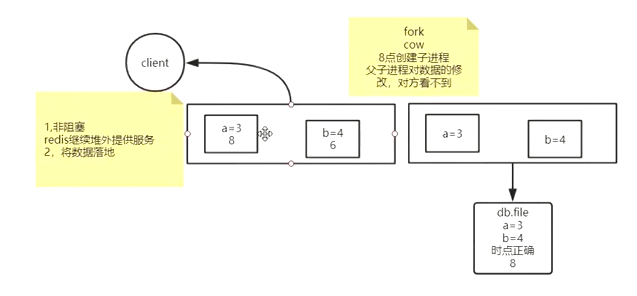 fork
cow
8点创建子进程
父子进程对数据的修
改，对方看不到
client
1,非阻塞
redis继续堆外提供服务
2，将数据落地
a=3
8
b=4
6
a=3
b=4
db.file
a=3
b=4
时点正确
8